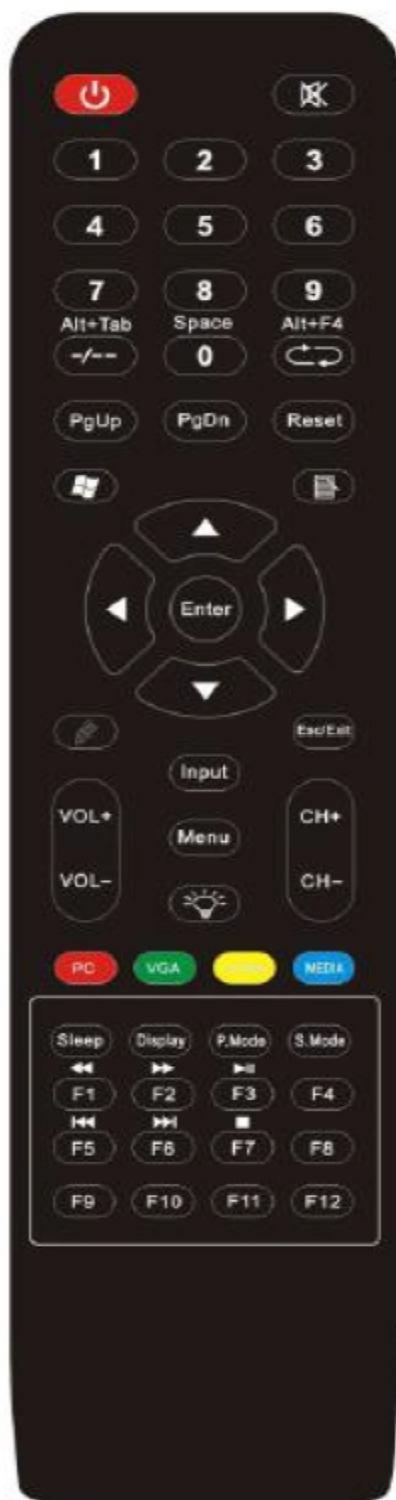 1 2 3
4 5 6
7 8 9
Alt+Tab Space Alt+F4
-/-- 0
PgUp PgDn Reset
Enter
Esc/Exit
Input
VOL+ CH+
Menu
VOL- CH-
PC VGA MEDIA
Sleep Display P.Mode S.Mode
F1 F2 F3 F4
F5 F6 F7 F8
F9 F10 F11 F12